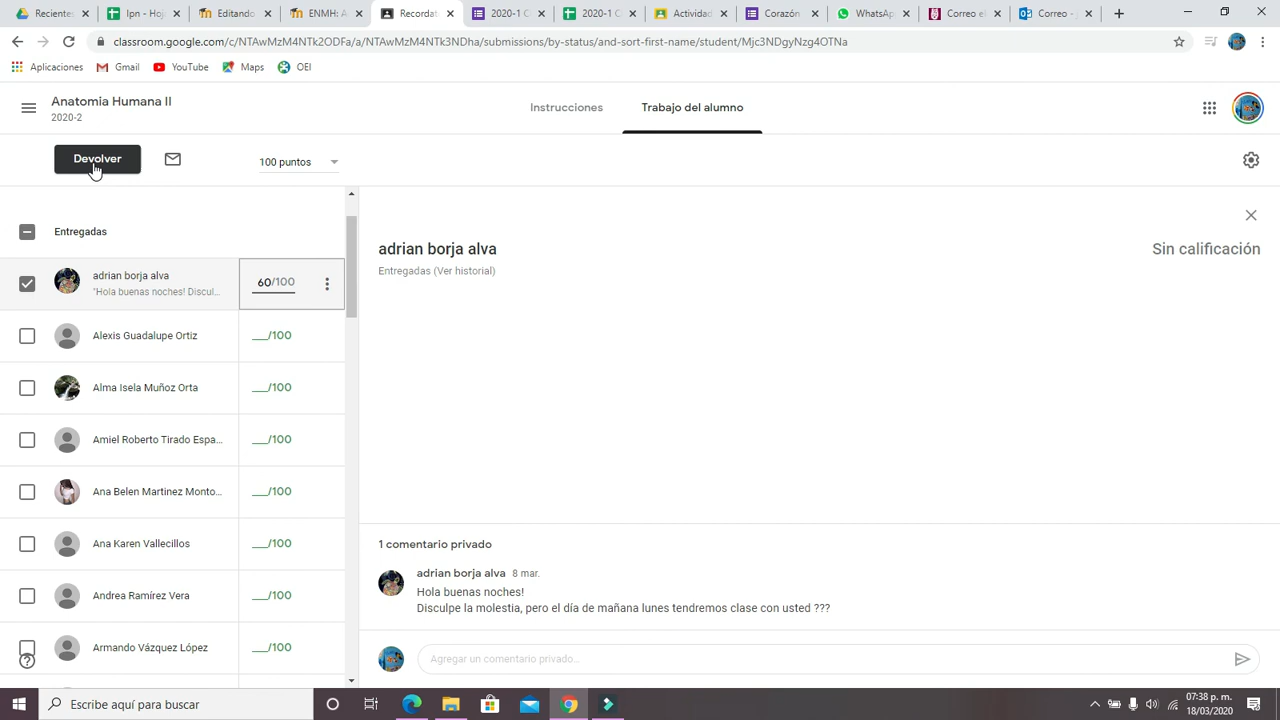 Recientes
Ipn - Hoj
Editando
ENMH: A
Recordat
2020-1 C
2020-1 C
Actividad
Corazón
WhatsAp
Correo el
Correo -
classroom.google.com/c/NTAwMzM4NTk2ODFa/a/NTAwMzM4NTk3NDha/submissions/by-status/and-sort-first-name/student/Mjc3NDgyNzg4OTNa
Aplicaciones
Gmail
YouTube
Maps
OEI
Anatomia Humana II
2020-2
Instrucciones
Trabajo del alumno
Devolver
100 puntos
Entregadas
adrian borja alva
"Hola buenas noches! Discul...
60/100
Alexis Guadalupe Ortiz
__/100
Alma Isela Muñoz Orta
__/100
Amiel Roberto Tirado Espa...
__/100
Ana Belen Martinez Monto...
__/100
Ana Karen Vallecillos
__/100
Andrea Ramírez Vera
__/100
Armando Vázquez López
__/100
adrian borja alva
Sin calificación
Entregadas (Ver historial)
1 comentario privado
adrian borja alva 8 mar.
Hola buenas noches!
Disculpe la molestia, pero el día de mañana lunes tendremos clase con usted ???
Agregar un comentario privado...
Escribe aquí para buscar
07:38 p. m.
18/03/2020